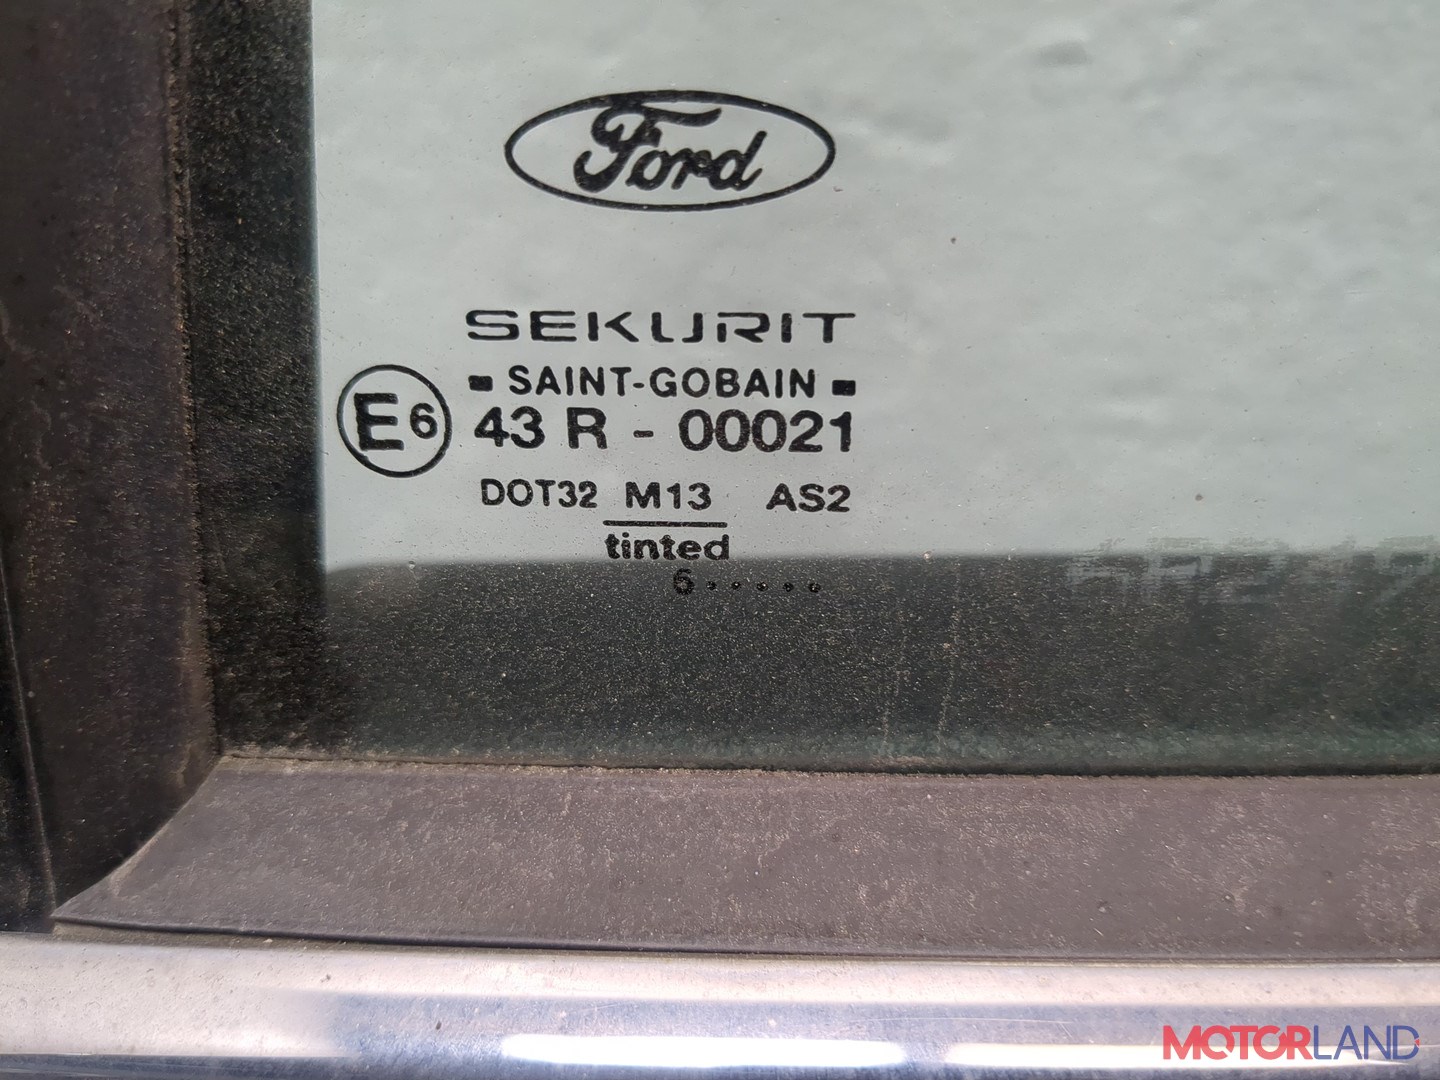 Ford
SEKURIT
SAINT-GOBAIN
E6 43 R - 00021
DOT32 M13 AS2
tinted
6 . . . . .
MOTORLAND